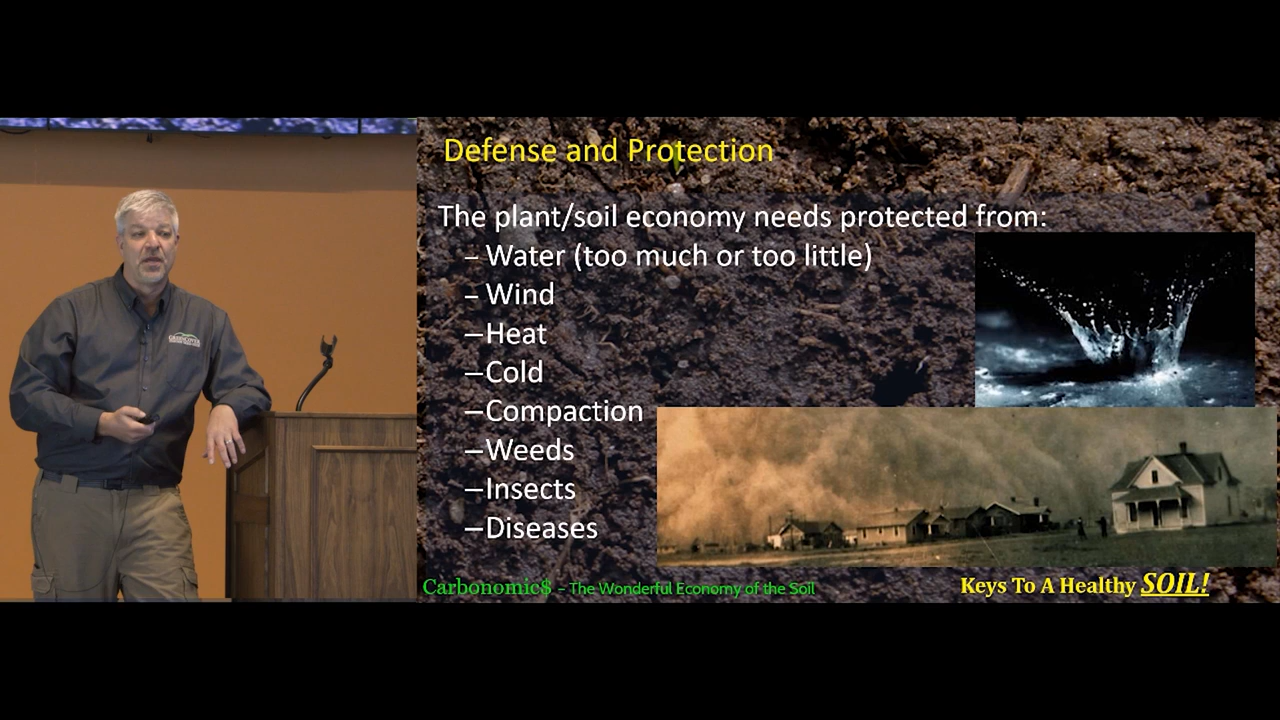 Defense and Protection
The plant/soil economy needs protected from:
– Water (too much or too little)
– Wind
–Heat
–Cold
–Compaction
–Weeds
–Insects
–Diseases
Carbonomic$ – The Wonderful Economy of the Soil
Keys To A Healthy SOIL!